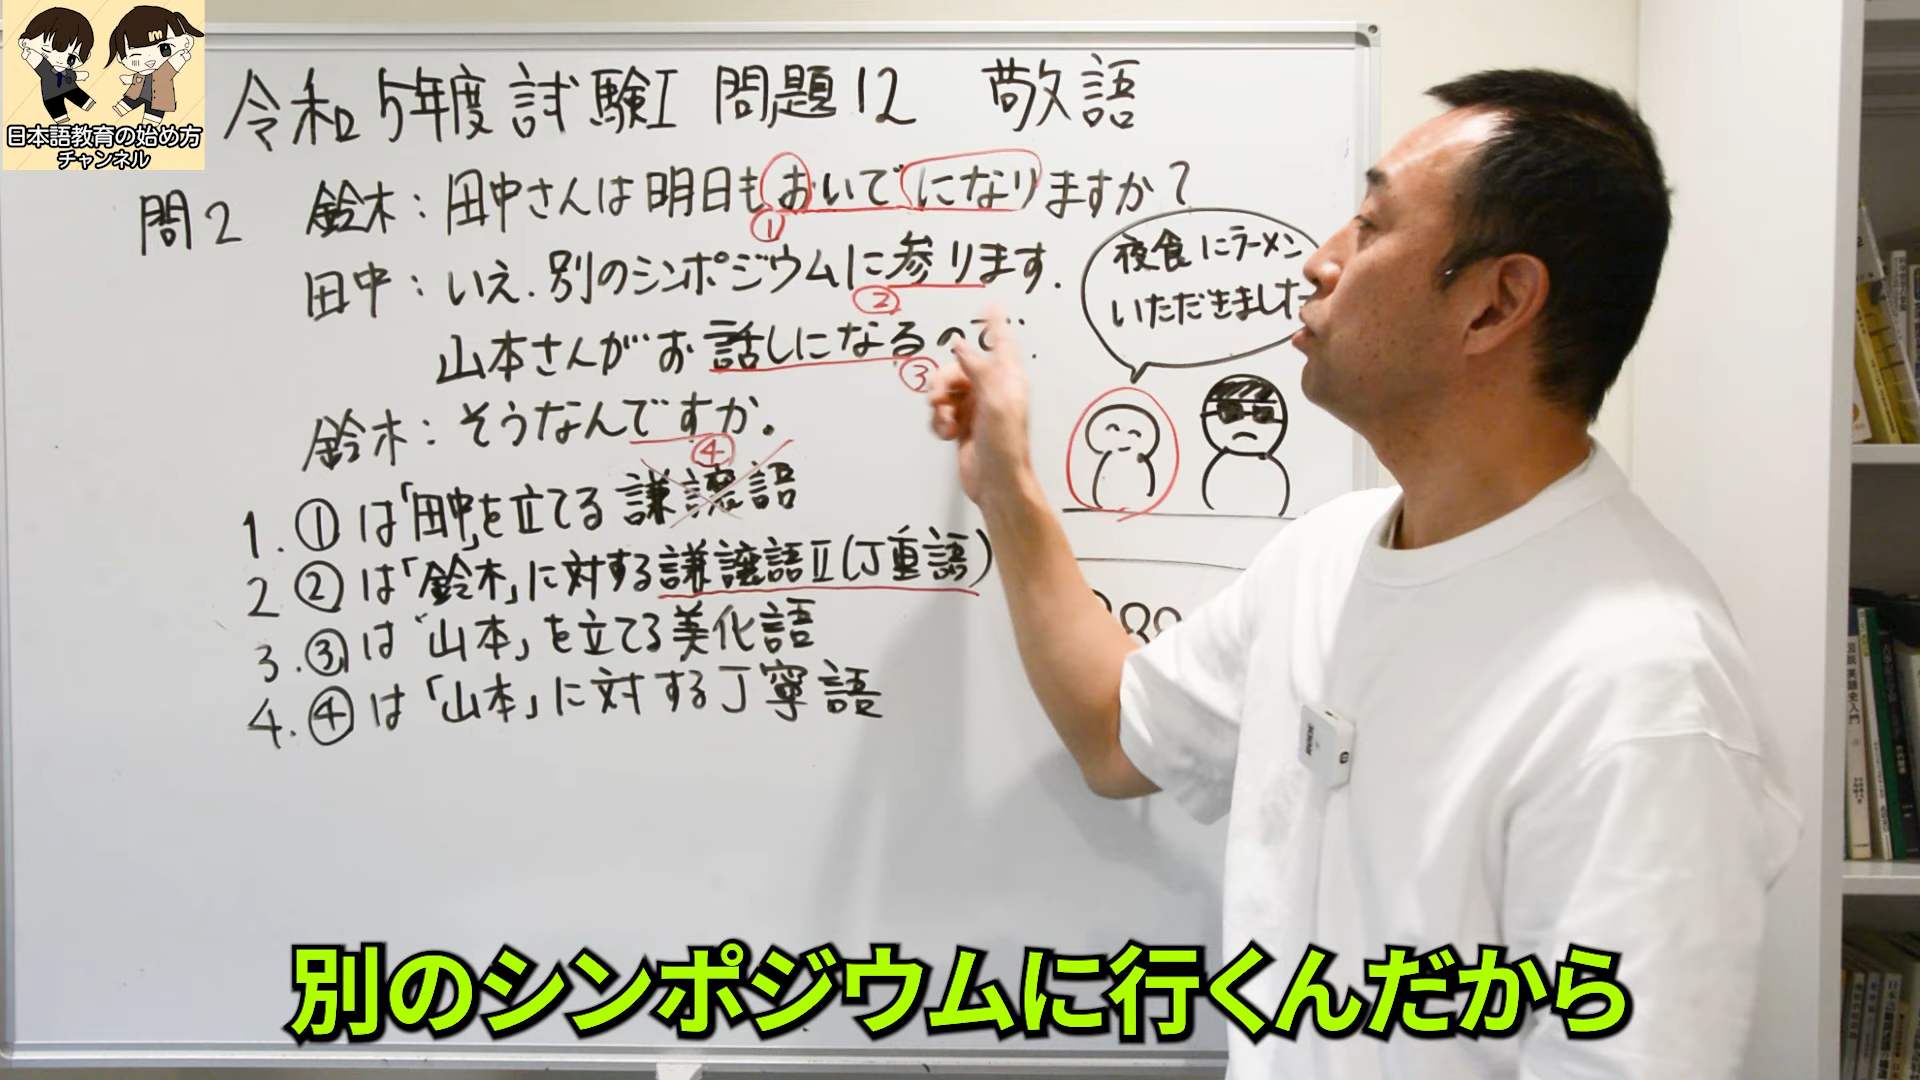 日本語教育の始め方
チャンネル
令和5年度試験I 問題12 敬語
問2 鈴木:田中さんは明日もおいでになりますか?
①
田中:いえ.別のシンポジウムに参ります.
②
山本さんがお話しになるので.
③
鈴木:そうなんですか。
④
1.①は「田中」を立てる謙譲語
2 ②は「鈴木」に対する謙譲語II(丁重語)
3.③は「山本」を立てる美化語
4.④は「山本」に対する丁寧語
夜食にラーメン
いただきました
別のシンポジウムに行くんだから